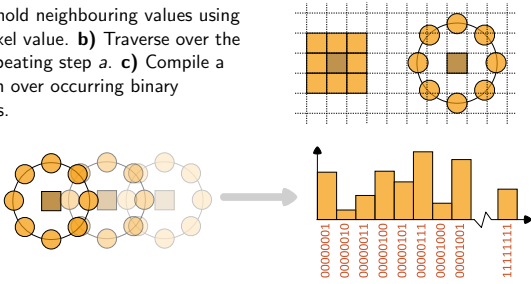 hold neighbouring values using
xel value. b) Traverse over the
peating step a. c) Compile a
n over occurring binary
s.
00000001
00000010
00000011
00000100
00000101
00000111
00001000
00001001
11111111